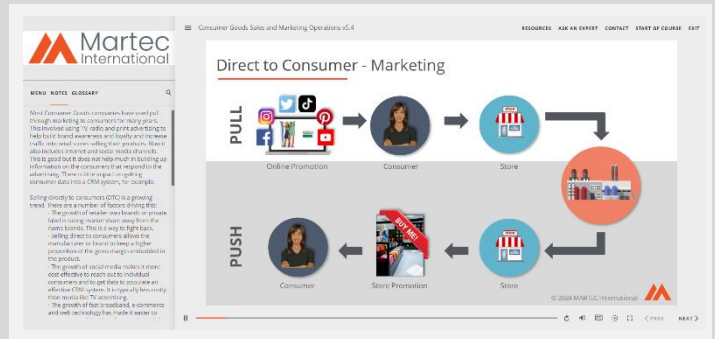 Martec
International
Consumer Goods Sales and Marketing Operations v5.4
RESOURCES ASK AN EXPERT CONTACT START OF COURSE EXIT
MENU NOTES GLOSSARY
Most Consumer Goods companies have used pull
through marketing to consumers for many years.
This involved using TV, radio and print advertising to
help build brand awareness and loyalty and increase
traffic into retail stores selling their products. Now it
also includes internet and social media channels.
This is good but it does not help much in building up
information on the consumers that respond to the
advertising. There is little impact on getting
consumer data into a CRM system, for example.
Selling directly to consumers (DTC) is a growing
trend. There are a number of factors driving this:
- The growth of retailer own brands or private
label is taking market share away from the
name brands. This is a way to fight back.
- Selling direct to consumers allows the
manufacturer or brand to keep a higher
proportion of the gross margin embedded in
the product.
- The growth of social media makes it more
cost effective to reach out to individual
consumers and to get data to populate an
effective CRM system. It is typically less costly
than media like TV advertising.
- The growth of fast broadband, e-commerce
and web technology has made it easier to
Direct to Consumer - Marketing
PULL
Online Promotion
Consumer
Store
PUSH
BUY ME!
Consumer
Store Promotion
Store
© 2024 MARTEC International
< PREV NEXT >